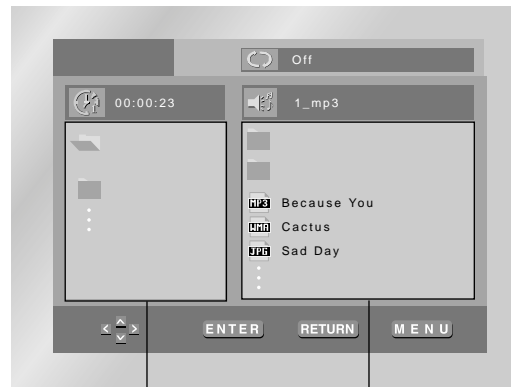 Off
00:00:23
1_mp3
MP3 Because You
WMA Cactus
JPG Sad Day
ENTER RETURN MENU